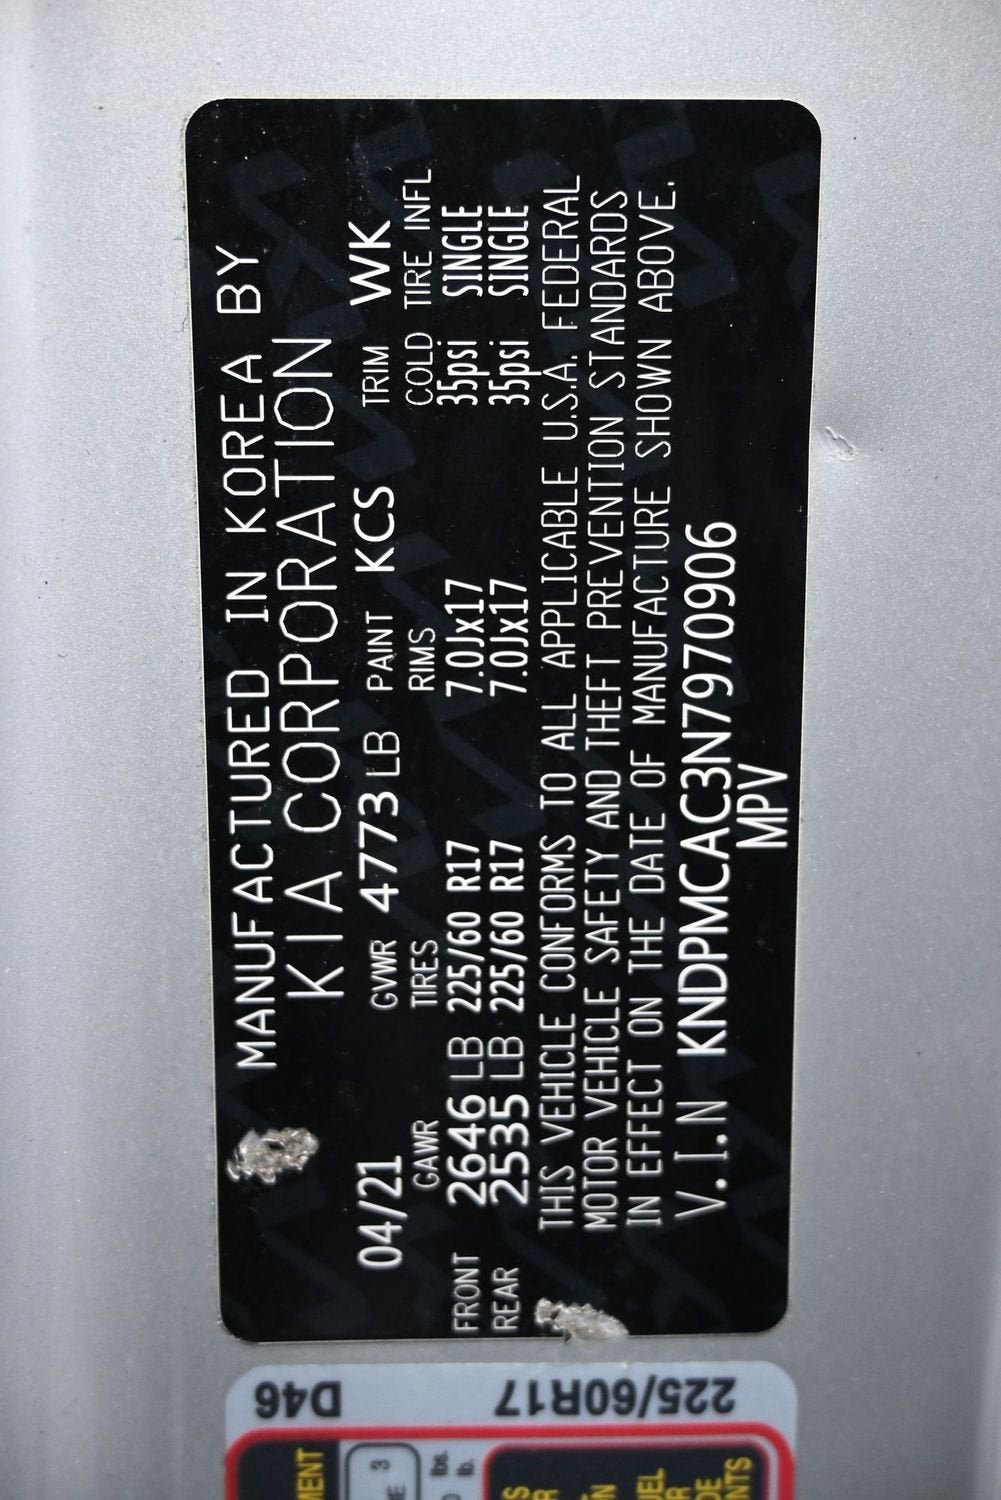 MANUFACTURED IN KOREA BY
KIA CORPORATION
04/21 GVWR 4773 LB PAINT KCS TRIM WK
GAWR TIRES RIMS COLD TIRE INFL
FRONT 2646 LB 225/60 R17 7.0Jx17 35psi SINGLE
REAR 2535 LB 225/60 R17 7.0Jx17 35psi SINGLE
THIS VEHICLE CONFORMS TO ALL APPLICABLE U.S.A. FEDERAL
MOTOR VEHICLE SAFETY AND THEFT PREVENTION STANDARDS
IN EFFECT ON THE DATE OF MANUFACTURE SHOWN ABOVE.
V.I.N KNDPMCAC3N7970906
MPV
D46
225/60R17
3
lbs.
lb.